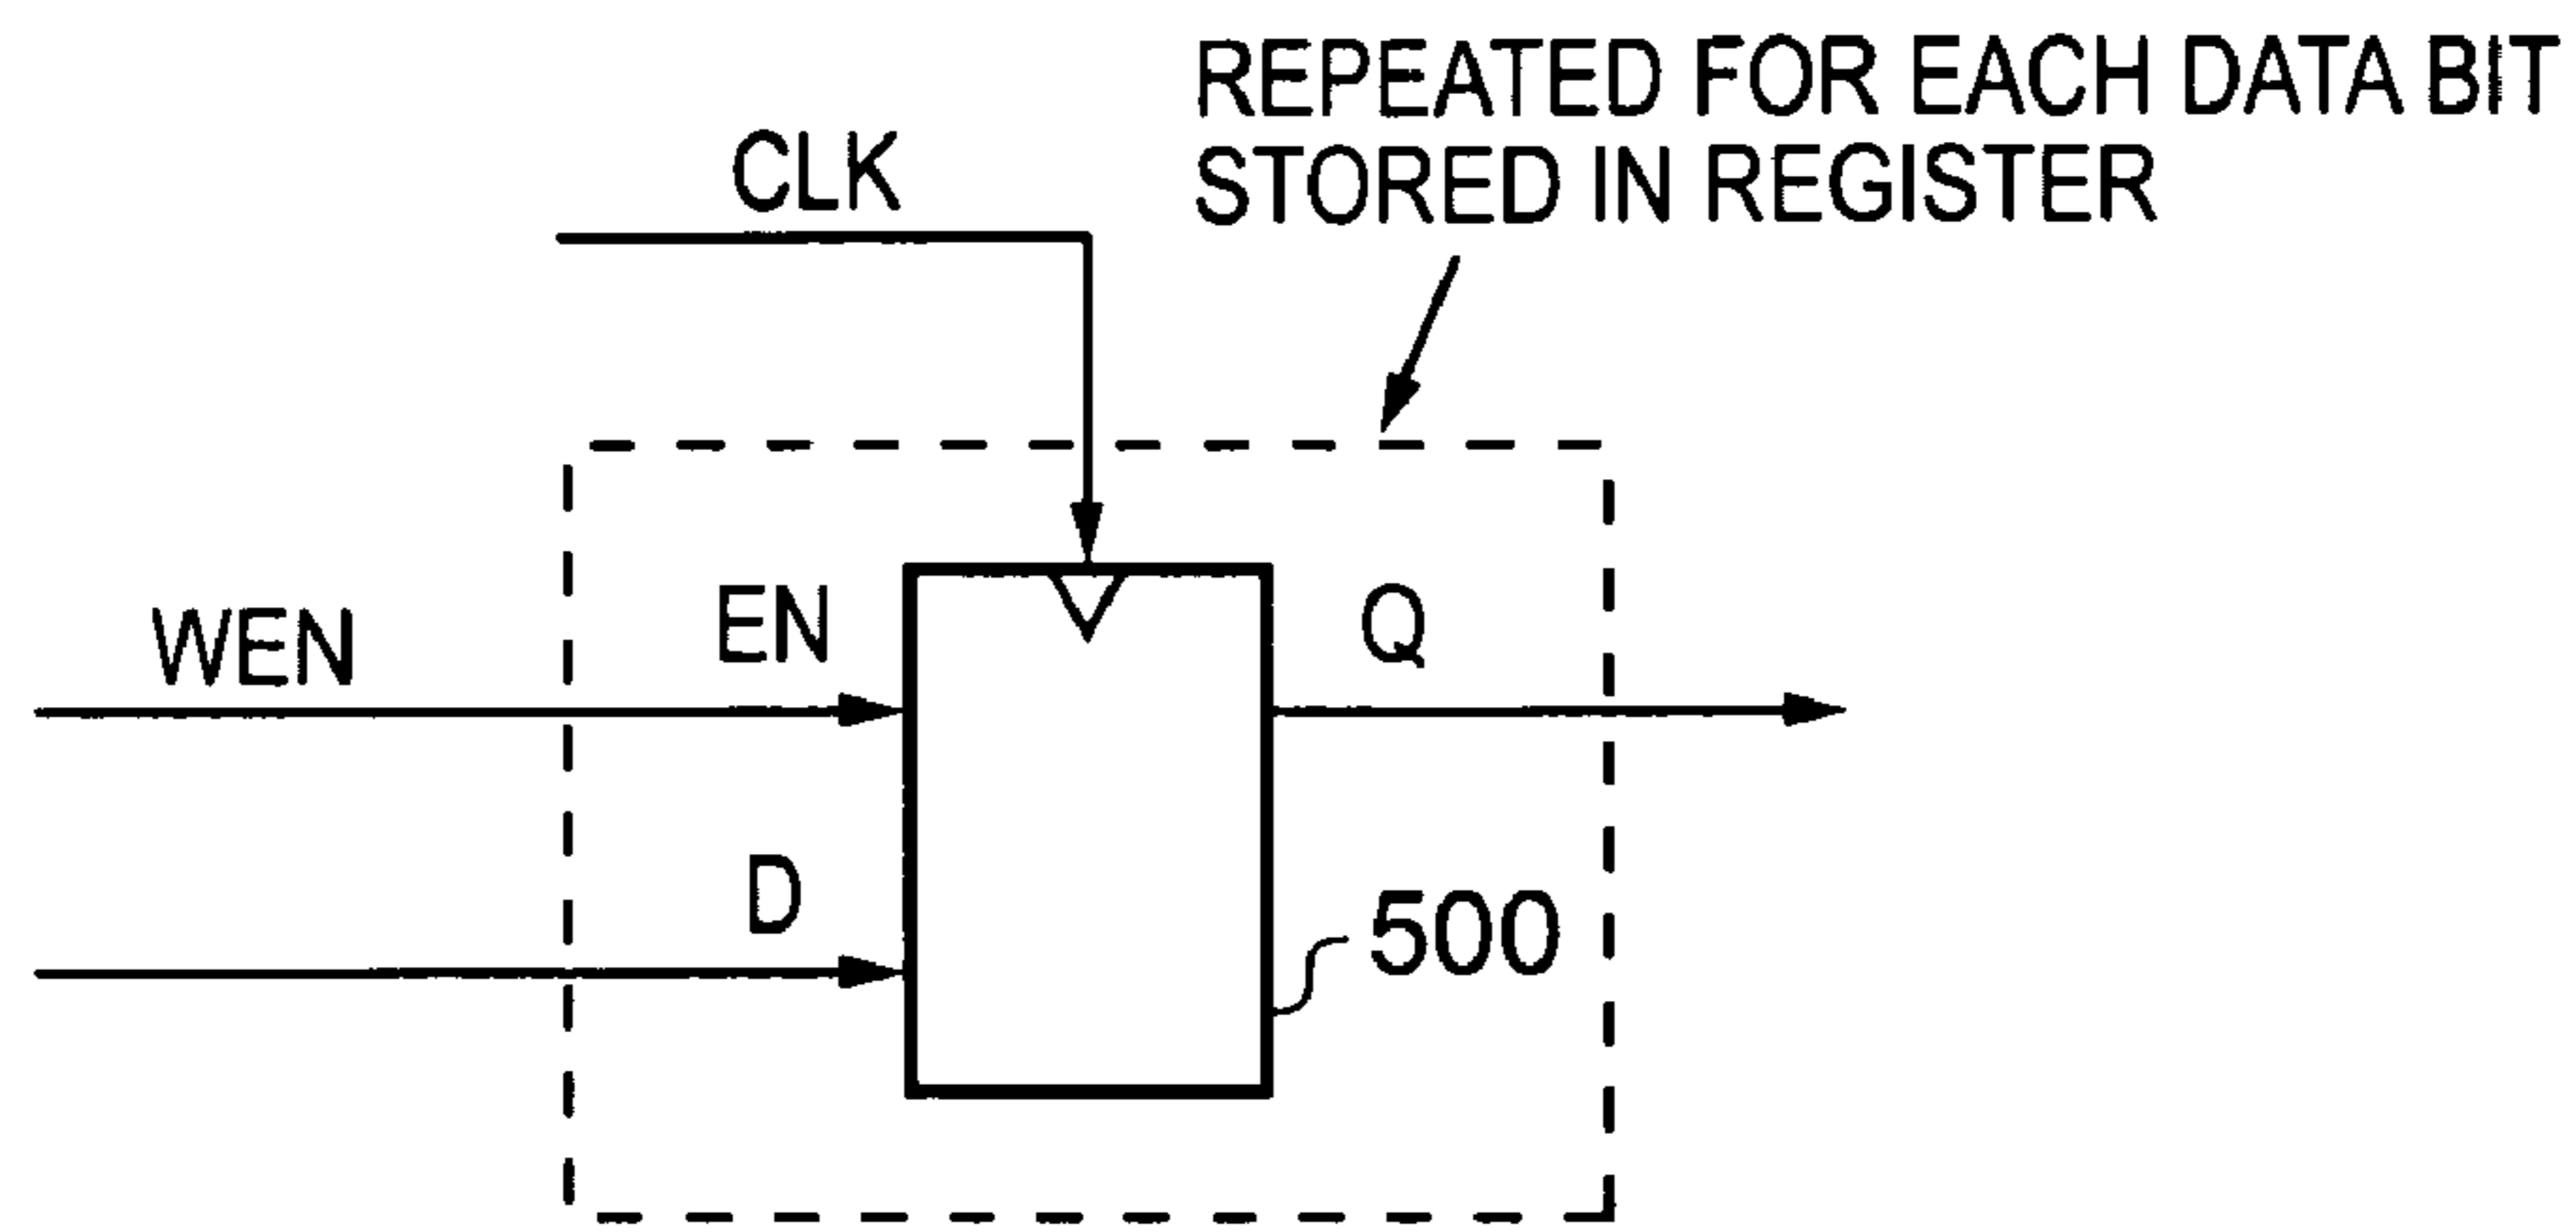 REPEATED FOR EACH DATA BIT
STORED IN REGISTER
CLK
WEN
EN
Q
D
500